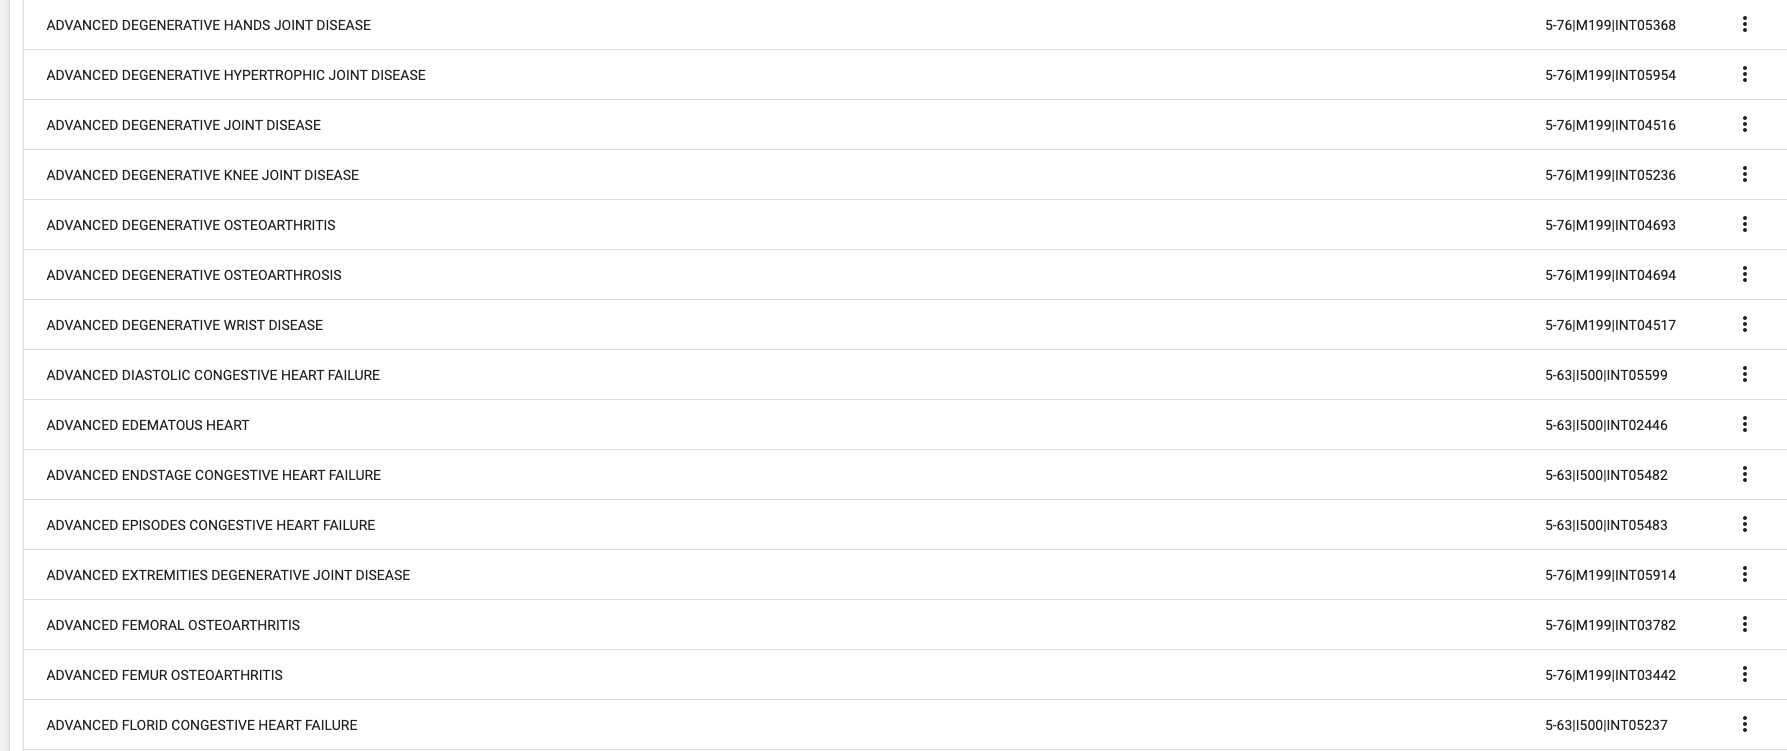 ADVANCED DEGENERATIVE HANDS JOINT DISEASE 5-76|M199|INT05368
ADVANCED DEGENERATIVE HYPERTROPHIC JOINT DISEASE 5-76|M199|INT05954
ADVANCED DEGENERATIVE JOINT DISEASE 5-76|M199|INT04516
ADVANCED DEGENERATIVE KNEE JOINT DISEASE 5-76|M199|INT05236
ADVANCED DEGENERATIVE OSTEOARTHRITIS 5-76|M199|INT04693
ADVANCED DEGENERATIVE OSTEOARTHROSIS 5-76|M199|INT04694
ADVANCED DEGENERATIVE WRIST DISEASE 5-76|M199|INT04517
ADVANCED DIASTOLIC CONGESTIVE HEART FAILURE 5-63|I500|INT05599
ADVANCED EDEMATOUS HEART 5-63|I500|INT02446
ADVANCED ENDSTAGE CONGESTIVE HEART FAILURE 5-63|I500|INT05482
ADVANCED EPISODES CONGESTIVE HEART FAILURE 5-63|I500|INT05483
ADVANCED EXTREMITIES DEGENERATIVE JOINT DISEASE 5-76|M199|INT05914
ADVANCED FEMORAL OSTEOARTHRITIS 5-76|M199|INT03782
ADVANCED FEMUR OSTEOARTHRITIS 5-76|M199|INT03442
ADVANCED FLORID CONGESTIVE HEART FAILURE 5-63|I500|INT05237